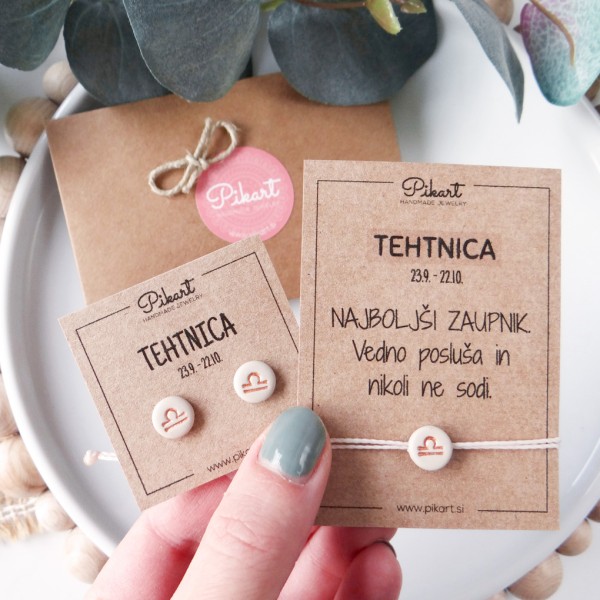 Pikart
Pikart
HANDMADE JEWELRY
TEHTNICA
23.9. - 22.10.
NAJBOLJŠI ZAUPNIK.
Vedno posluša in
nikoli ne sodi.
www.pikart.si
Pikart
HANDMADE JEWELRY
TEHTNICA
23.9. - 22.10.
www.pikart